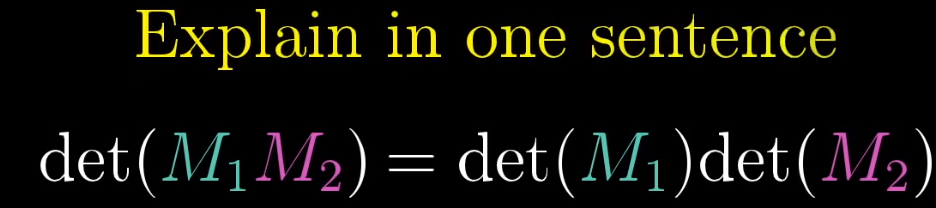 Explain in one sentence
det(M₁M₂) = det(M₁)det(M₂)